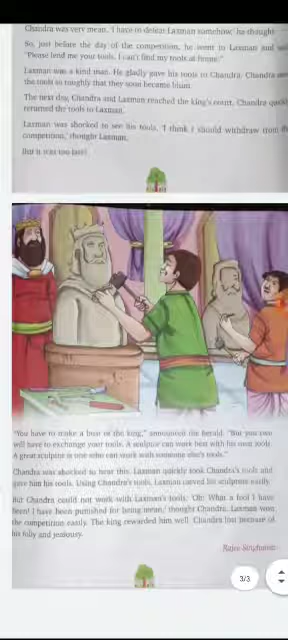 Chandra was very mean. 'I have to defeat Laxman somehow,' he thought.
So, just before the day of the competition, he went to Laxman and said
"Please lend me your tools. I can't find my tools at home."
Laxman was a kind man. He gladly gave his tools to Chandra. Chandra used
the tools so roughly that they soon became blunt.
The next day, Chandra and Laxman reached the king's court. Chandra quickly
returned the tools to Laxman.
Laxman was shocked to see his tools. 'I think I should withdraw from the
competition,' thought Laxman.
But it was too late!
"You have to make a bust of the king," announced the herald. "But you two
will have to exchange your tools. A sculptor can work best with his own tools.
A great sculptor is one who can work with someone else's tools."
Chandra was shocked to hear this. Laxman quickly took Chandra's tools and
gave him his tools. Using Chandra's tools, Laxman carved his sculpture easily.
But Chandra could not work with Laxman's tools. 'Oh! What a fool I have
been! I have been punished for being mean,' thought Chandra. Laxman won
the competition easily. The king rewarded him well. Chandra lost because of
his folly and jealousy.
3/3